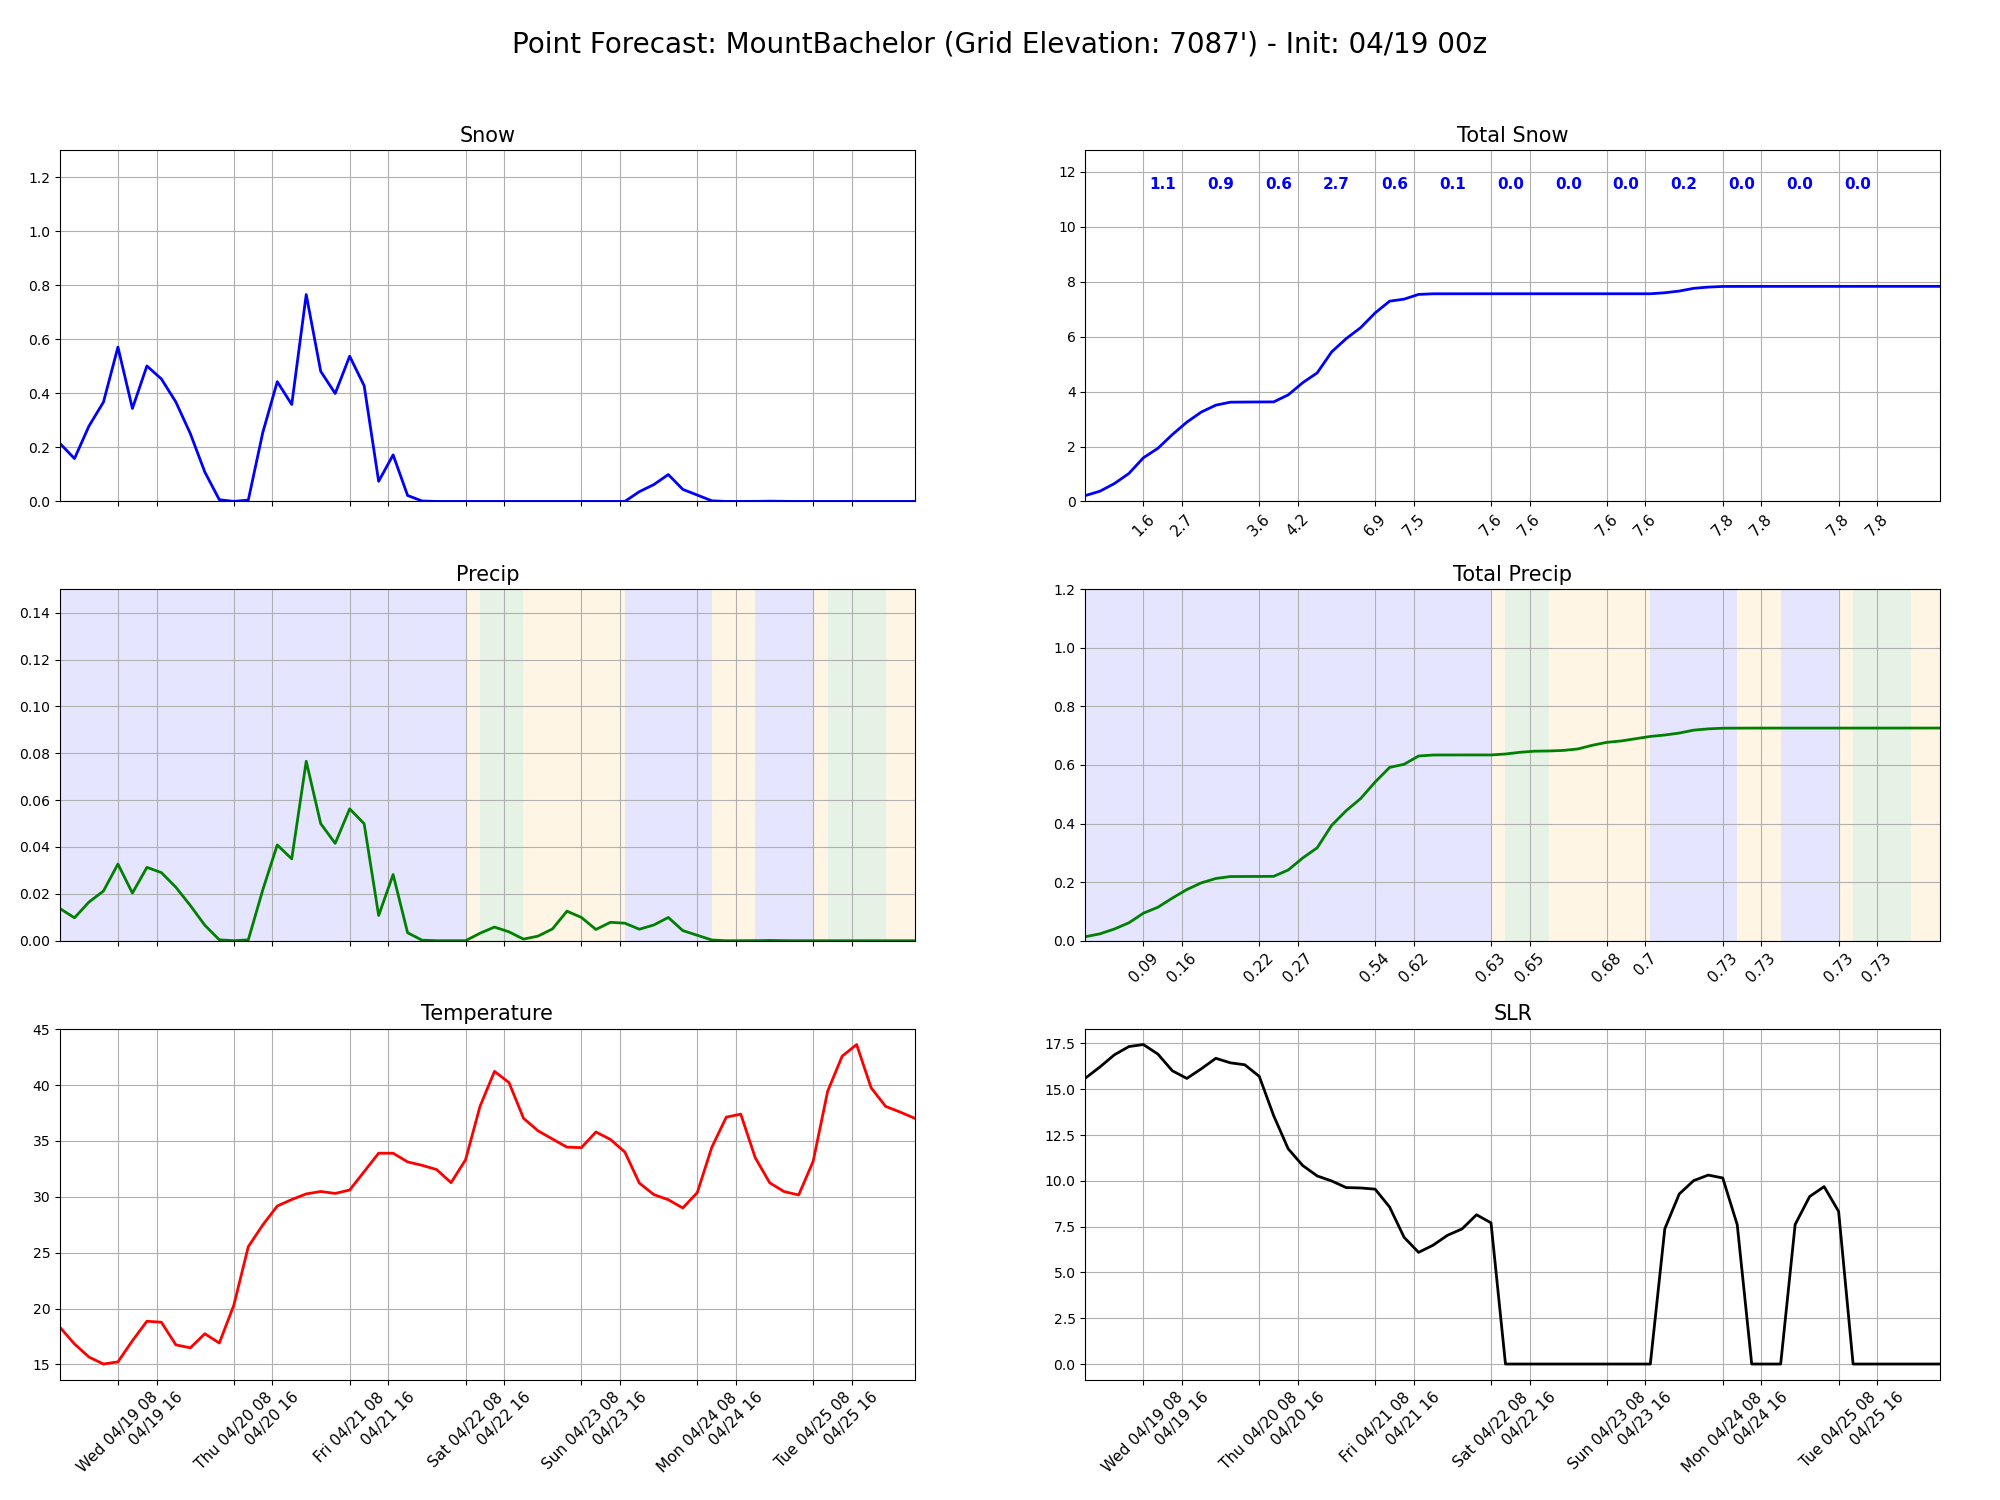 Point Forecast: MountBachelor (Grid Elevation: 7087') - Init: 04/19 00z
Snow
1.2
1.0
0.8
0.6
0.4
0.2
0.0
Total Snow
12
10
8
6
4
2
0
1.1 0.9 0.6 2.7 0.6 0.1 0.0 0.0 0.0 0.2 0.0 0.0 0.0
1.6 2.7 3.6 4.2 6.9 7.5 7.6 7.6 7.6 7.6 7.8 7.8 7.8 7.8
Precip
0.14
0.12
0.10
0.08
0.06
0.04
0.02
0.00
Total Precip
1.2
1.0
0.8
0.6
0.4
0.2
0.0
0.09 0.16 0.22 0.27 0.54 0.62 0.63 0.65 0.68 0.7 0.73 0.73 0.73 0.73
Temperature
45
40
35
30
25
20
15
Wed 04/19 08
04/19 16
Thu 04/20 08
04/20 16
Fri 04/21 08
04/21 16
Sat 04/22 08
04/22 16
Sun 04/23 08
04/23 16
Mon 04/24 08
04/24 16
Tue 04/25 08
04/25 16
SLR
17.5
15.0
12.5
10.0
7.5
5.0
2.5
0.0
Wed 04/19 08
04/19 16
Thu 04/20 08
04/20 16
Fri 04/21 08
04/21 16
Sat 04/22 08
04/22 16
Sun 04/23 08
04/23 16
Mon 04/24 08
04/24 16
Tue 04/25 08
04/25 16